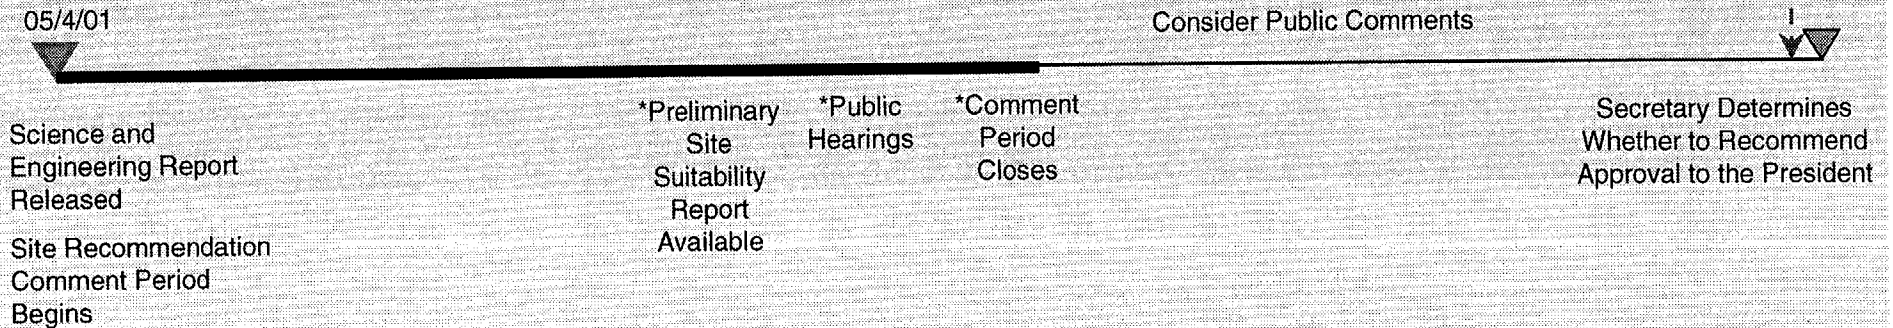 05/4/01
Consider Public Comments
Science and
Engineering Report
Released
Site Recommendation
Comment Period
Begins
*Preliminary
Site
Suitability
Report
Available
*Public
Hearings
*Comment
Period
Closes
Secretary Determines
Whether to Recommend
Approval to the President